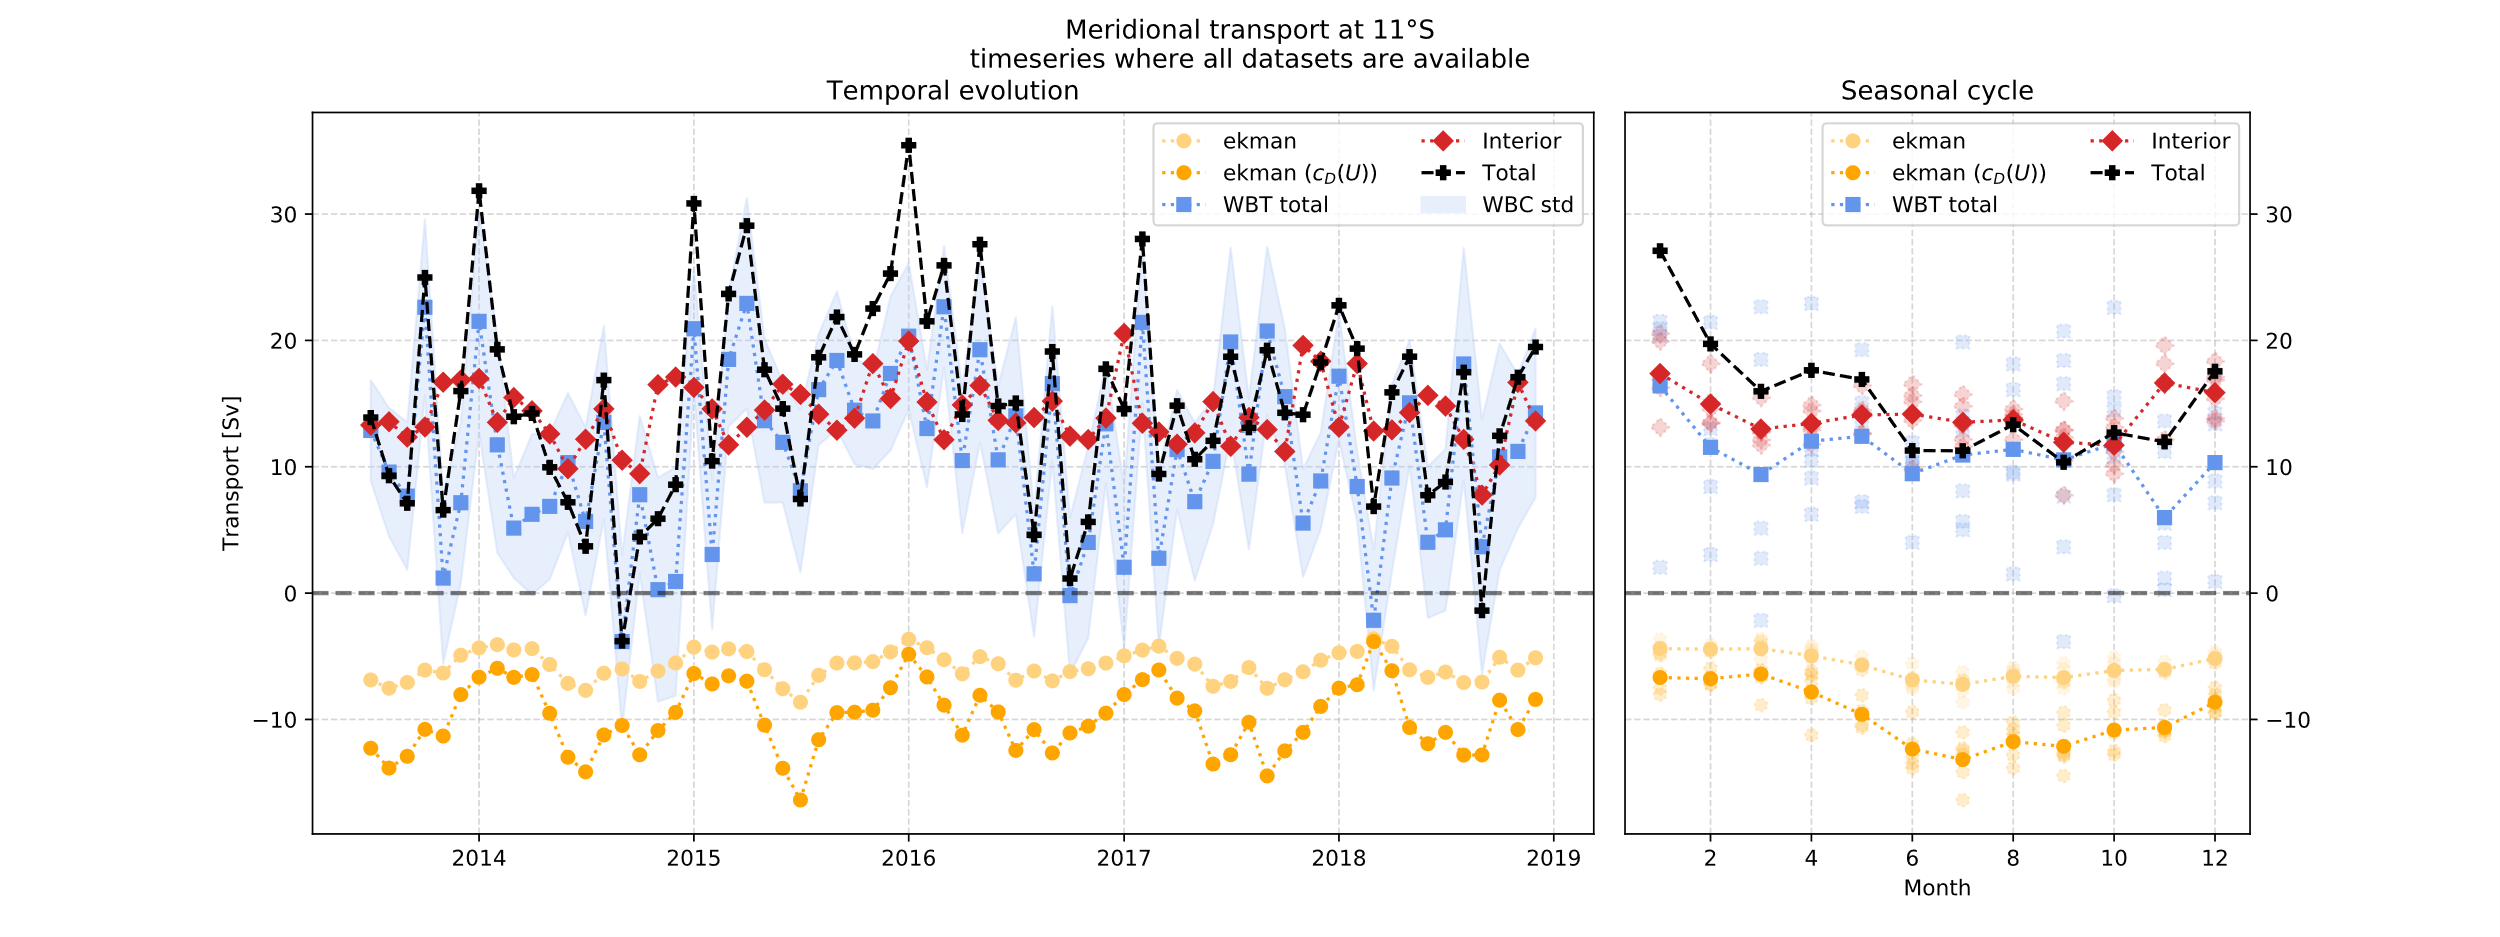 Meridional transport at 11°S
timeseries where all datasets are available
Temporal evolution
Seasonal cycle
ekman
ekman (c_D(U))
WBT total
Interior
Total
WBC std
ekman
ekman (c_D(U))
WBT total
Interior
Total
Transport [Sv]
30
20
10
0
−10
30
20
10
0
−10
2014 2015 2016 2017 2018 2019
2 4 6 8 10 12
Month